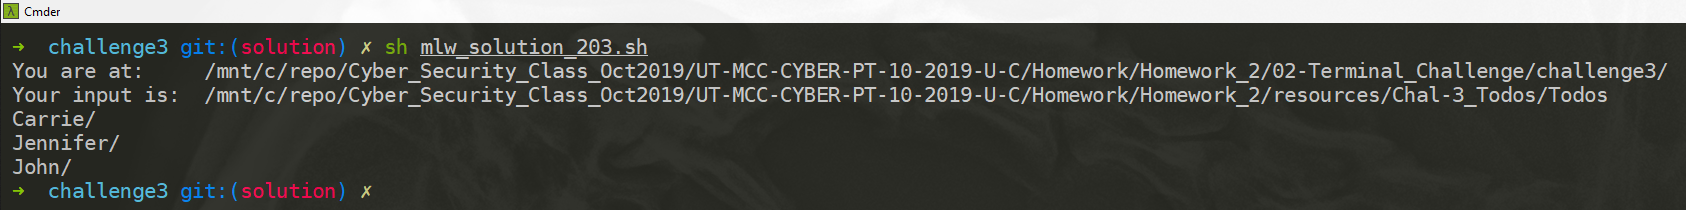 λ Cmder
➜ challenge3 git:(solution) ✗ sh mlw_solution_203.sh
You are at: /mnt/c/repo/Cyber_Security_Class_Oct2019/UT-MCC-CYBER-PT-10-2019-U-C/Homework/Homework_2/02-Terminal_Challenge/challenge3/
Your input is: /mnt/c/repo/Cyber_Security_Class_Oct2019/UT-MCC-CYBER-PT-10-2019-U-C/Homework/Homework_2/resources/Chal-3_Todos/Todos
Carrie/
Jennifer/
John/
➜ challenge3 git:(solution) ✗